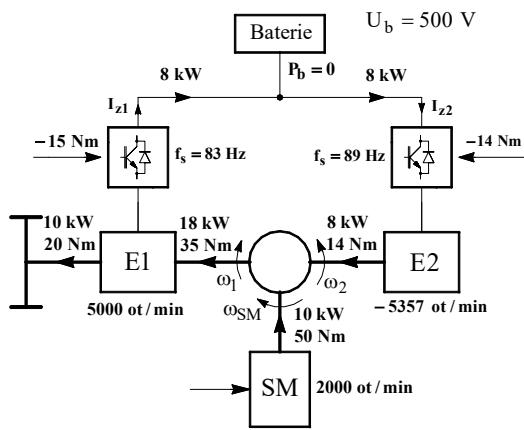 Baterie
U_b = 500 V
P_b = 0
8 kW
8 kW
I_z1
I_z2
−15 Nm
f_s = 83 Hz
f_s = 89 Hz
−14 Nm
10 kW
20 Nm
E1
18 kW
35 Nm
8 kW
14 Nm
E2
ω_1
ω_2
ω_SM
5000 ot/min
10 kW
50 Nm
−5357 ot/min
SM
2000 ot/min